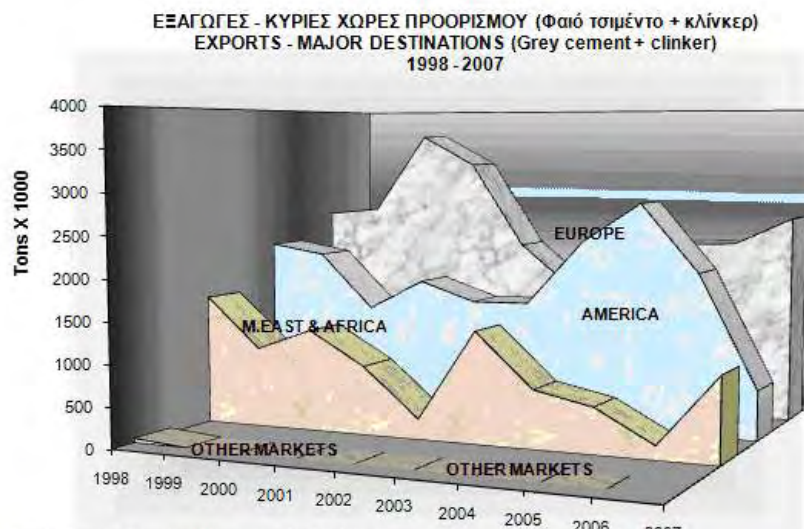 ΕΞΑΓΩΓΕΣ - ΚΥΡΙΕΣ ΧΩΡΕΣ ΠΡΟΟΡΙΣΜΟΥ (Φαιό τσιμέντο + κλίνκερ)
EXPORTS - MAJOR DESTINATIONS (Grey cement + clinker)
1998 - 2007
4000
3500
3000
2500
2000
1500
1000
500
0
Tons X 1000
EUROPE
AMERICA
M.EAST & AFRICA
OTHER MARKETS
OTHER MARKETS
1998
1999
2000
2001
2002
2003
2004
2005
2006